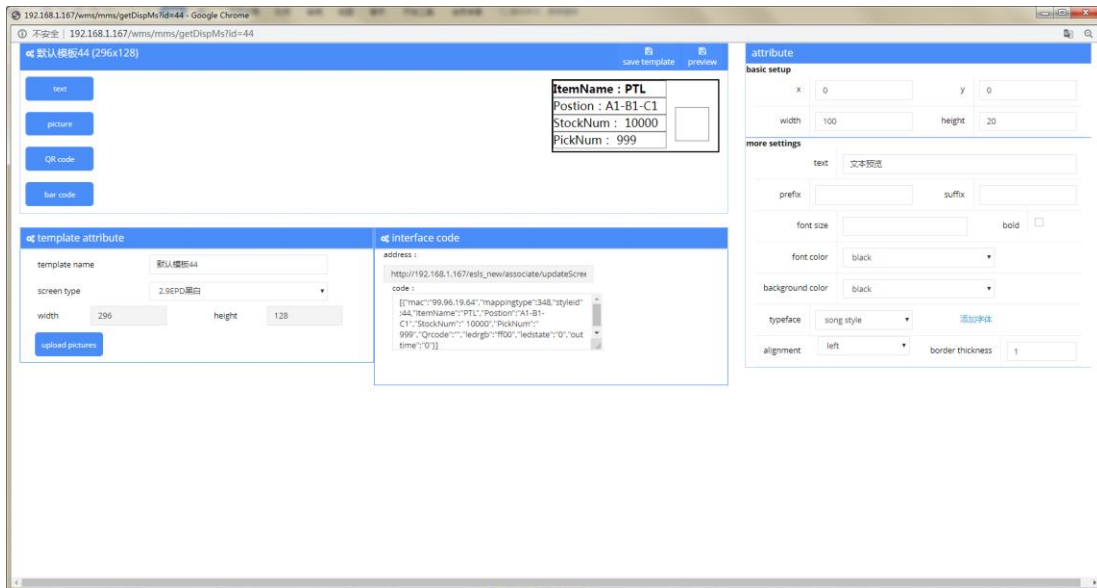 192.168.1.167/wms/mms/getDispMs?id=44 - Google Chrome
不安全 | 192.168.1.167/wms/mms/getDispMs?id=44
默认模板44 (296x128)
save template
preview
text
picture
QR code
bar code
ItemName : PTL
Postion : A1-B1-C1
StockNum : 10000
PickNum : 999
template attribute
template name 默认模板44
screen type 2.9EPD黑白
width 296 height 128
upload pictures
interface code
address :
http://192.168.1.167/esls_new/associate/updateScree
code :
[{"mac":"99.96.19.64","mappingtype":348,"styleid"
:44,"itemName":"PTL","Postion":"A1-B1-
C1","StockNum":" 10000","PickNum":"
999","Qrcode":"","ledrgb":"ff00","ledstate":"0","out
time":"0"}]
attribute
basic setup
x 0 y 0
width 100 height 20
more settings
text 文本预览
prefix suffix
font size bold
font color black
background color black
typeface song style 添加字体
alignment left border thickness 1